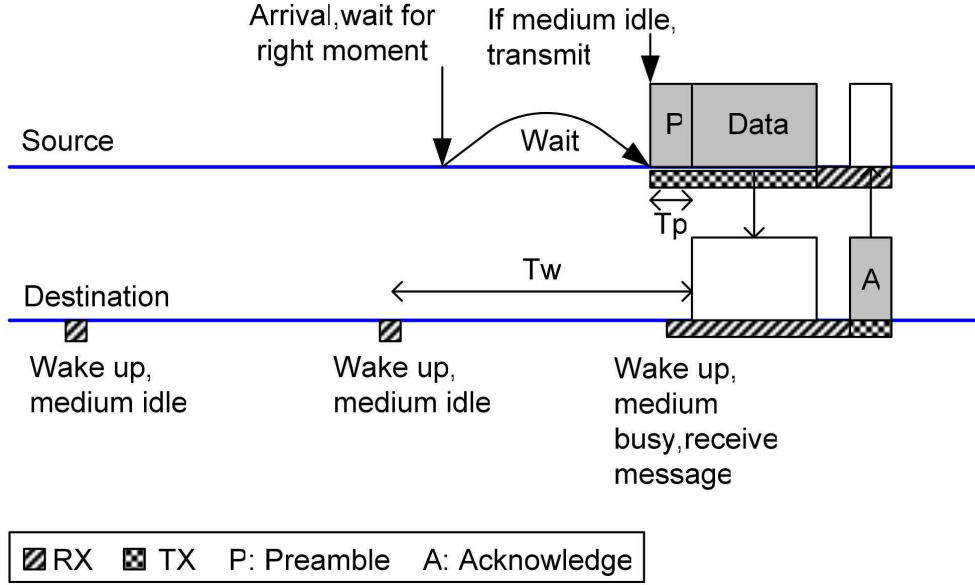 Arrival,wait for
right moment
If medium idle,
transmit
Source
Wait
P
Data
Tp
Tw
Destination
A
Wake up,
medium idle
Wake up,
medium idle
Wake up,
medium
busy,receive
message
RX TX P: Preamble A: Acknowledge